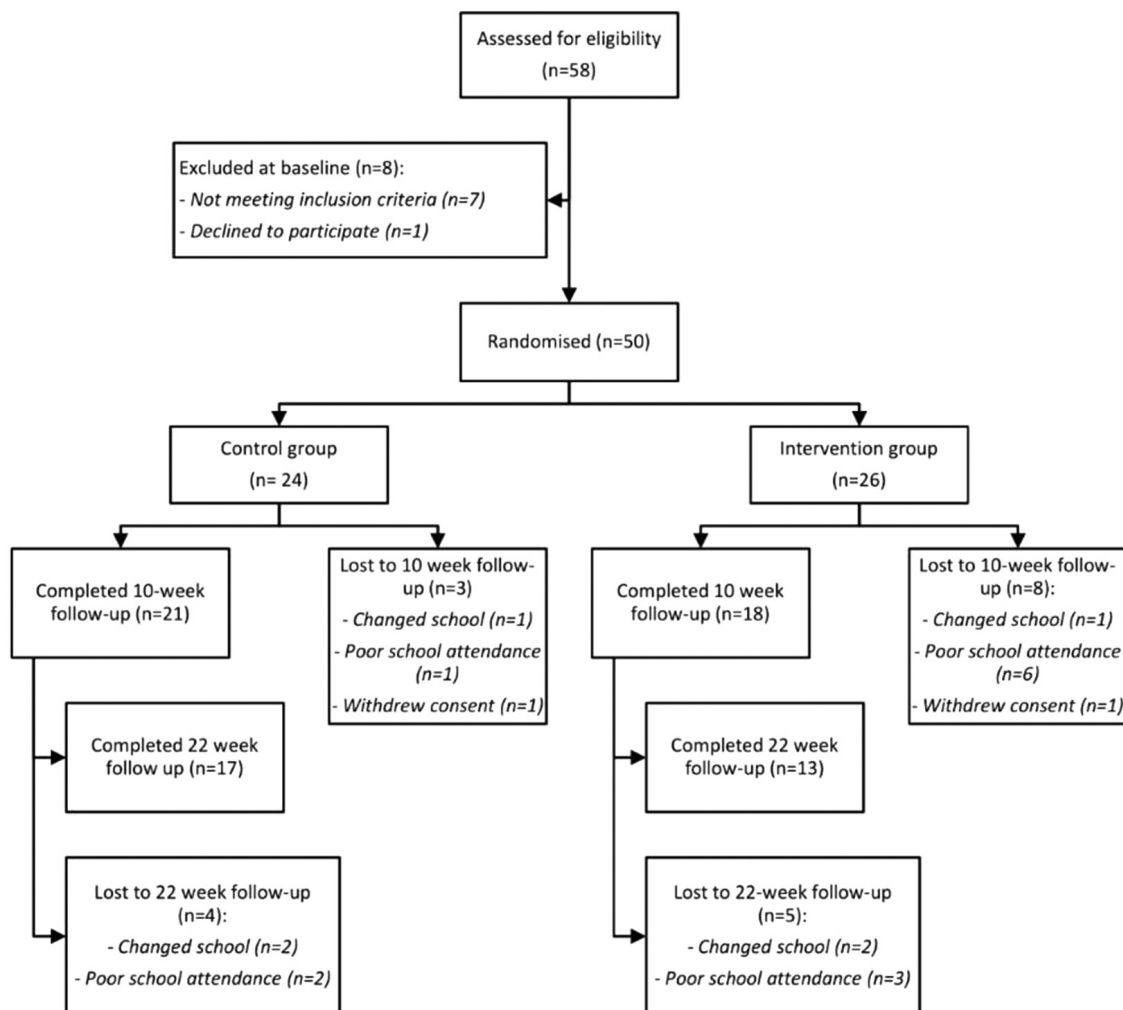 Assessed for eligibility
(n=58)
Excluded at baseline (n=8):
- Not meeting inclusion criteria (n=7)
- Declined to participate (n=1)
Randomised (n=50)
Control group
(n= 24)
Intervention group
(n=26)
Completed 10-week
follow-up (n=21)
Lost to 10 week follow-
up (n=3)
- Changed school (n=1)
- Poor school attendance
(n=1)
- Withdrew consent (n=1)
Completed 10 week
follow-up (n=18)
Lost to 10-week follow-
up (n=8):
- Changed school (n=1)
- Poor school attendance
(n=6)
- Withdrew consent (n=1)
Completed 22 week
follow up (n=17)
Completed 22 week
follow-up (n=13)
Lost to 22 week follow-up
(n=4):
- Changed school (n=2)
- Poor school attendance (n=2)
Lost to 22-week follow-up
(n=5):
- Changed school (n=2)
- Poor school attendance (n=3)